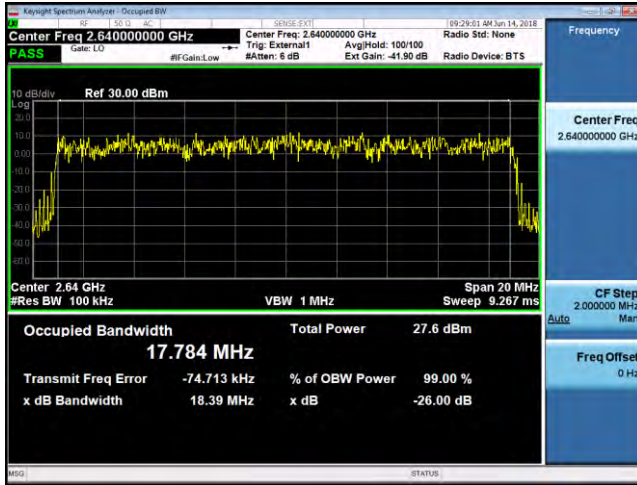 Keysight Spectrum Analyzer - Occupied BW
RF 50 Ω AC SENSE:EXT 09:29:01 AM Jun 14, 2018
Center Freq 2.640000000 GHz Center Freq: 2.640000000 GHz Radio Std: None
PASS Gate: LO Trig: External1 Avg|Hold: 100/100
#IFGain:Low #Atten: 6 dB Ext Gain: -41.90 dB Radio Device: BTS
Frequency
10 dB/div Ref 30.00 dBm
Log
20.0
10.0
0.00
-10.0
-20.0
-30.0
-40.0
-50.0
-60.0
Center 2.64 GHz Span 20 MHz
#Res BW 100 kHz VBW 1 MHz Sweep 9.267 ms
Occupied Bandwidth Total Power 27.6 dBm
17.784 MHz
Transmit Freq Error -74.713 kHz % of OBW Power 99.00 %
x dB Bandwidth 18.39 MHz x dB -26.00 dB
Center Freq
2.640000000 GHz
CF Step
2.000000 MHz
Auto Man
Freq Offset
0 Hz
MSG STATUS